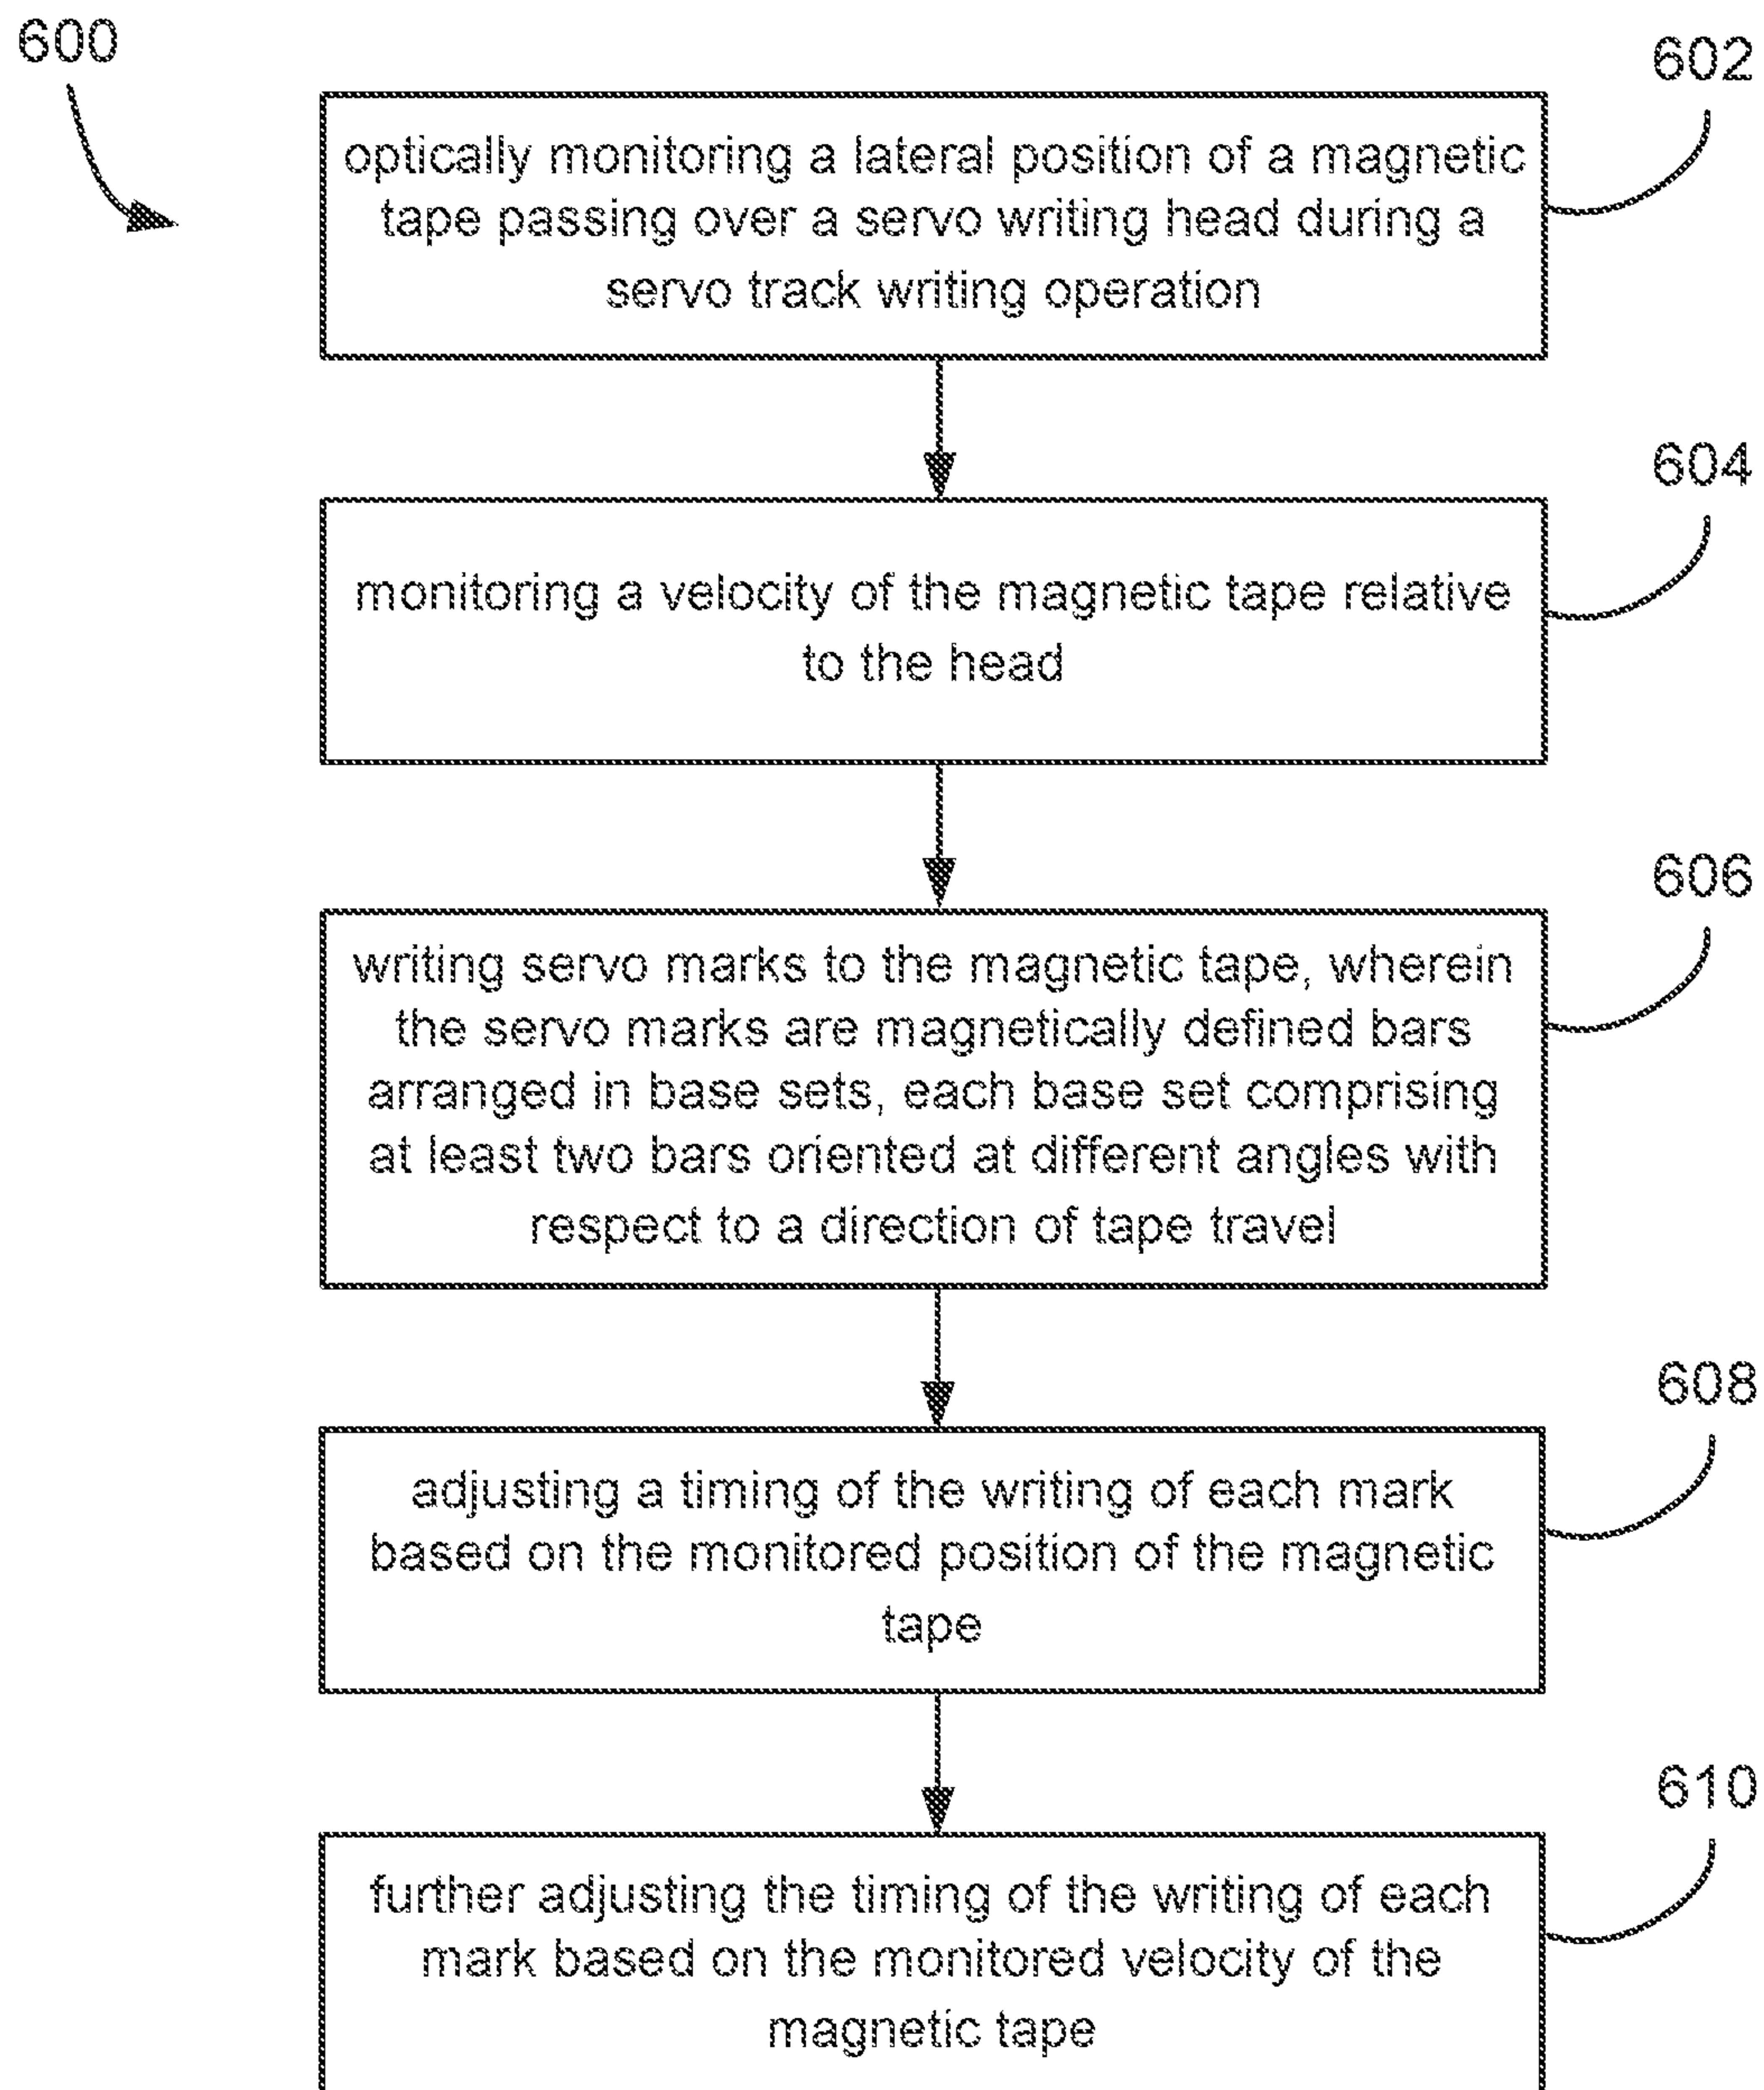 600
602
optically monitoring a lateral position of a magnetic
tape passing over a servo writing head during a
servo track writing operation
604
monitoring a velocity of the magnetic tape relative
to the head
606
writing servo marks to the magnetic tape, wherein
the servo marks are magnetically defined bars
arranged in base sets, each base set comprising
at least two bars oriented at different angles with
respect to a direction of tape travel
608
adjusting a timing of the writing of each mark
based on the monitored position of the magnetic
tape
610
further adjusting the timing of the writing of each
mark based on the monitored velocity of the
magnetic tape